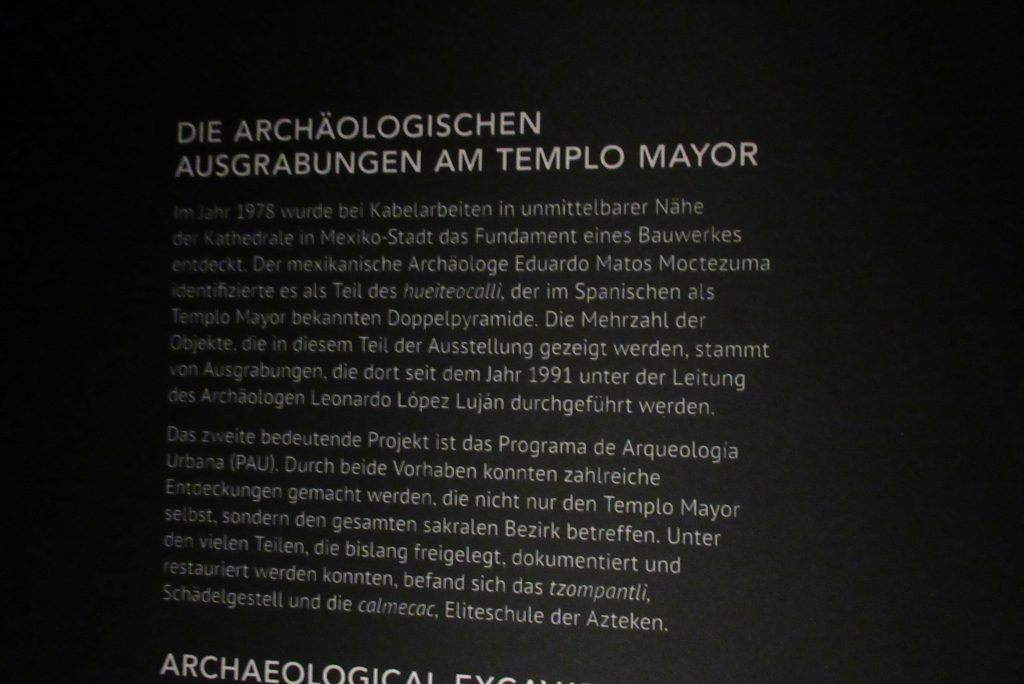 DIE ARCHÄOLOGISCHEN
AUSGRABUNGEN AM TEMPLO MAYOR
Im Jahr 1978 wurde bei Kabelarbeiten in unmittelbarer Nähe
der Kathedrale in Mexiko-Stadt das Fundament eines Bauwerkes
entdeckt. Der mexikanische Archäologe Eduardo Matos Moctezuma
identifizierte es als Teil des hueiteocalli, der im Spanischen als
Templo Mayor bekannten Doppelpyramide. Die Mehrzahl der
Objekte, die in diesem Teil der Ausstellung gezeigt werden, stammt
von Ausgrabungen, die dort seit dem Jahr 1991 unter der Leitung
des Archäologen Leonardo López Luján durchgeführt werden.
Das zweite bedeutende Projekt ist das Programa de Arqueología
Urbana (PAU). Durch beide Vorhaben konnten zahlreiche
Entdeckungen gemacht werden, die nicht nur den Templo Mayor
selbst, sondern den gesamten sakralen Bezirk betreffen. Unter
den vielen Teilen, die bislang freigelegt, dokumentiert und
restauriert werden konnten, befand sich das tzompantli,
Schädelgestell und die calmecac, Eliteschule der Azteken.
ARCHAEOLOGICAL